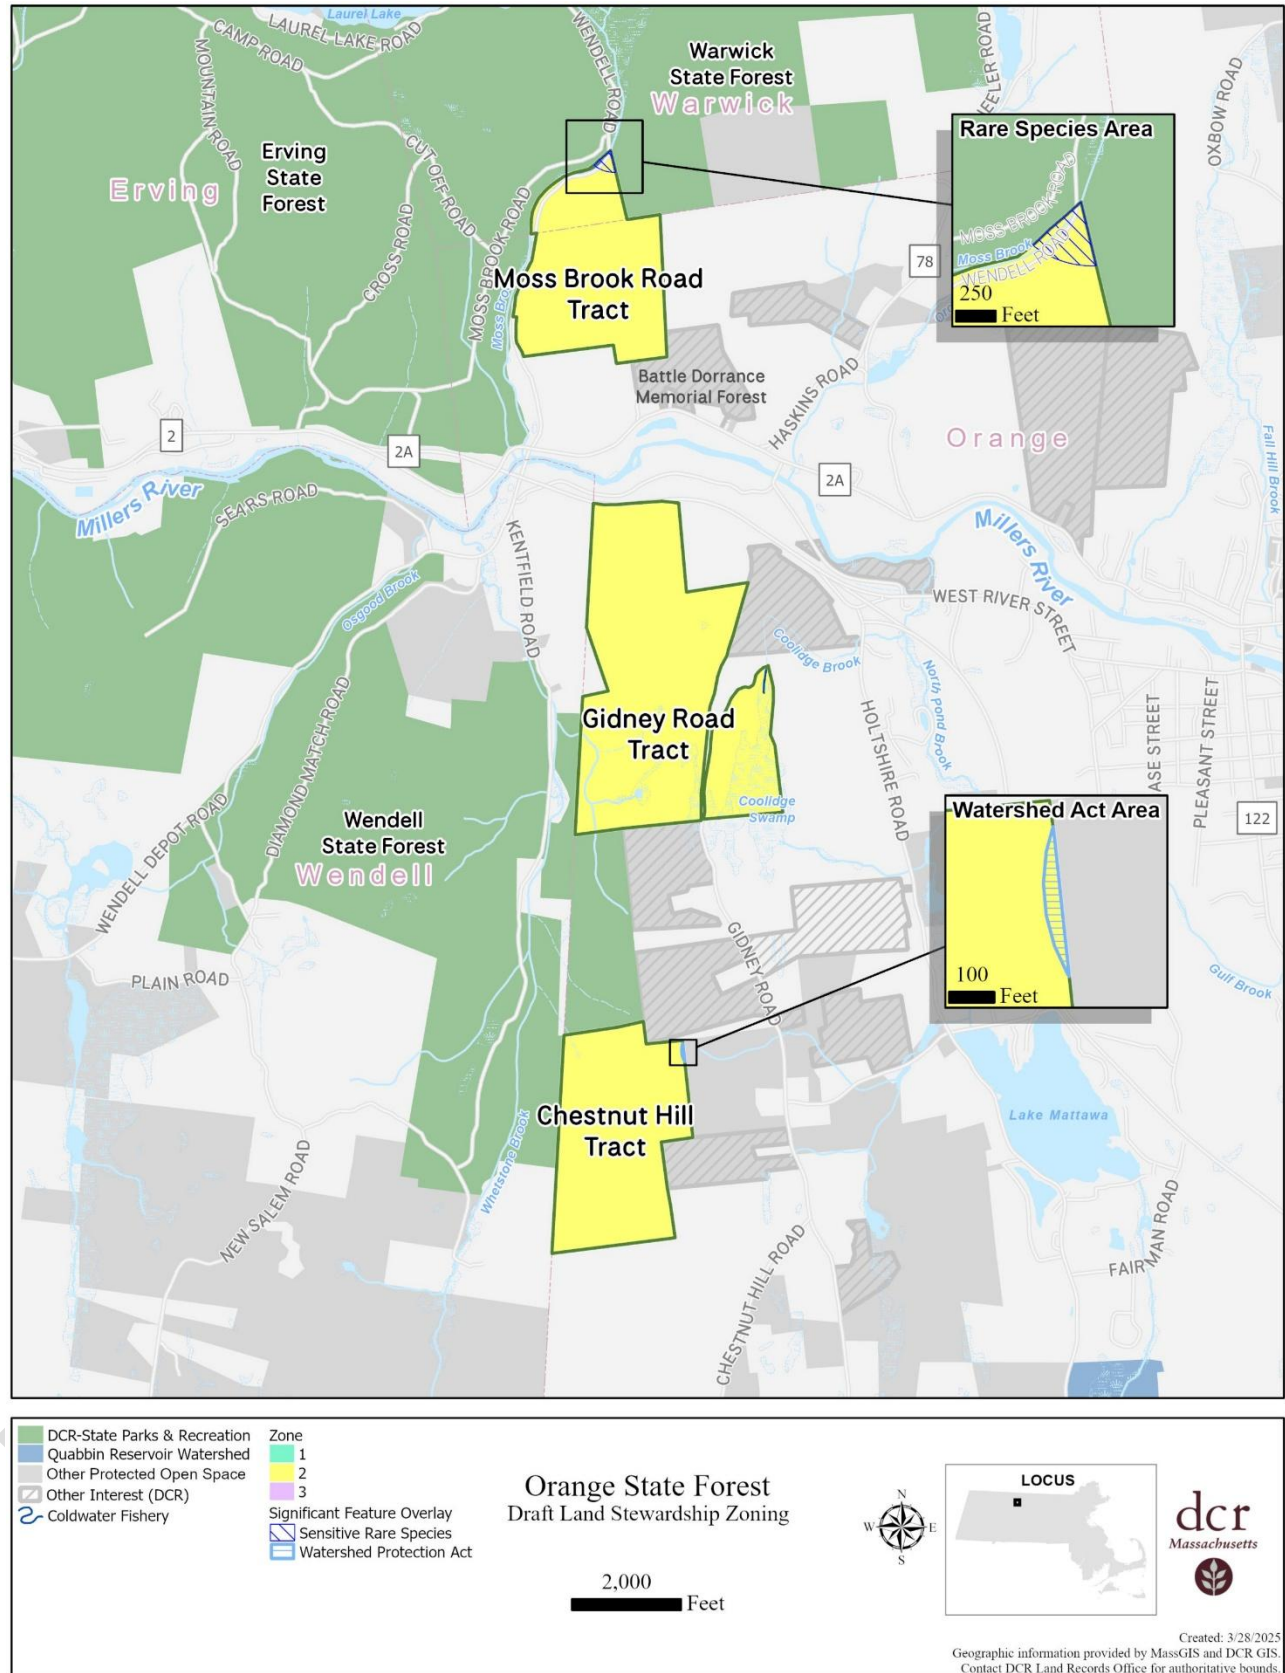 Laurel Lake
LAUREL LAKE ROAD
CAMP ROAD
MOUNTAIN ROAD
WENDELL ROAD
Warwick
State Forest
Warwick
OXBOW ROAD
Rare Species Area
MOSS BROOK ROAD
Moss Brook
WENDELL ROAD
250
Feet
CUT OFF ROAD
Erving
State
Forest
Erving
CROSS ROAD
MOSS BROOK ROAD
78
Moss Brook Road
Tract
Battle Dorrance
Memorial Forest
HASKINS ROAD
Orange
2
2A
2A
Fall Hill Brook
Millers River
SEARS ROAD
Millers River
KENTFIELD ROAD
Osgood Brook
WEST RIVER STREET
Coolidge Brook
North Pond Brook
HOLTSHIRE ROAD
Gidney Road
Tract
DIAMOND MATCH ROAD
ASE STREET
PLEASANT STREET
122
Coolidge
Swamp
Wendell
State Forest
Wendell
WENDELL DEPOT ROAD
PLAIN ROAD
Watershed Act Area
100
Feet
GIDNEY ROAD
Gulf Brook
Chestnut Hill
Tract
Lake Mattawa
Whetstone Brook
NEW SALEM ROAD
CHESTNUT HILL ROAD
FAIR MAN ROAD
DCR-State Parks & Recreation
Quabbin Reservoir Watershed
Other Protected Open Space
Other Interest (DCR)
Coldwater Fishery
Zone
1
2
3
Significant Feature Overlay
Sensitive Rare Species
Watershed Protection Act
Orange State Forest
Draft Land Stewardship Zoning
2,000
Feet
N
W E
S
LOCUS
dcr
Massachusetts
Created: 3/28/2025
Geographic information provided by MassGIS and DCR GIS.
Contact DCR Land Records Office for authoritative bounds.